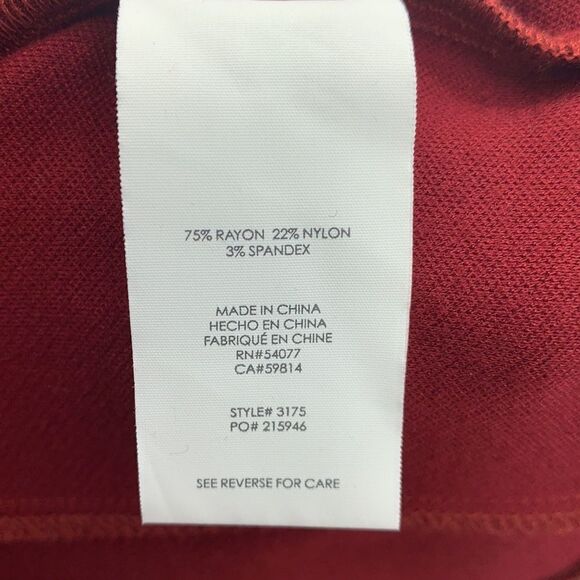 75% RAYON 22% NYLON
3% SPANDEX
MADE IN CHINA
HECHO EN CHINA
FABRIQUÉ EN CHINE
RN#54077
CA#59814
STYLE# 3175
PO# 215946
SEE REVERSE FOR CARE